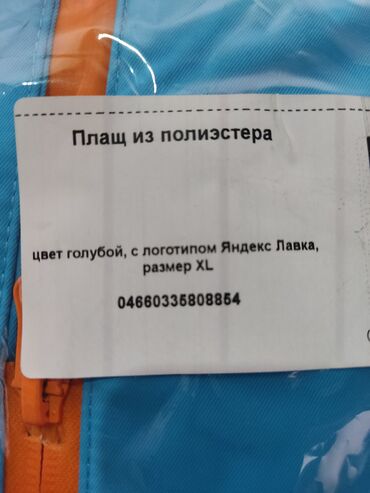 Плащ из полиэстера
цвет голубой, с логотипом Яндекс Лавка,
размер XL
04660335808854